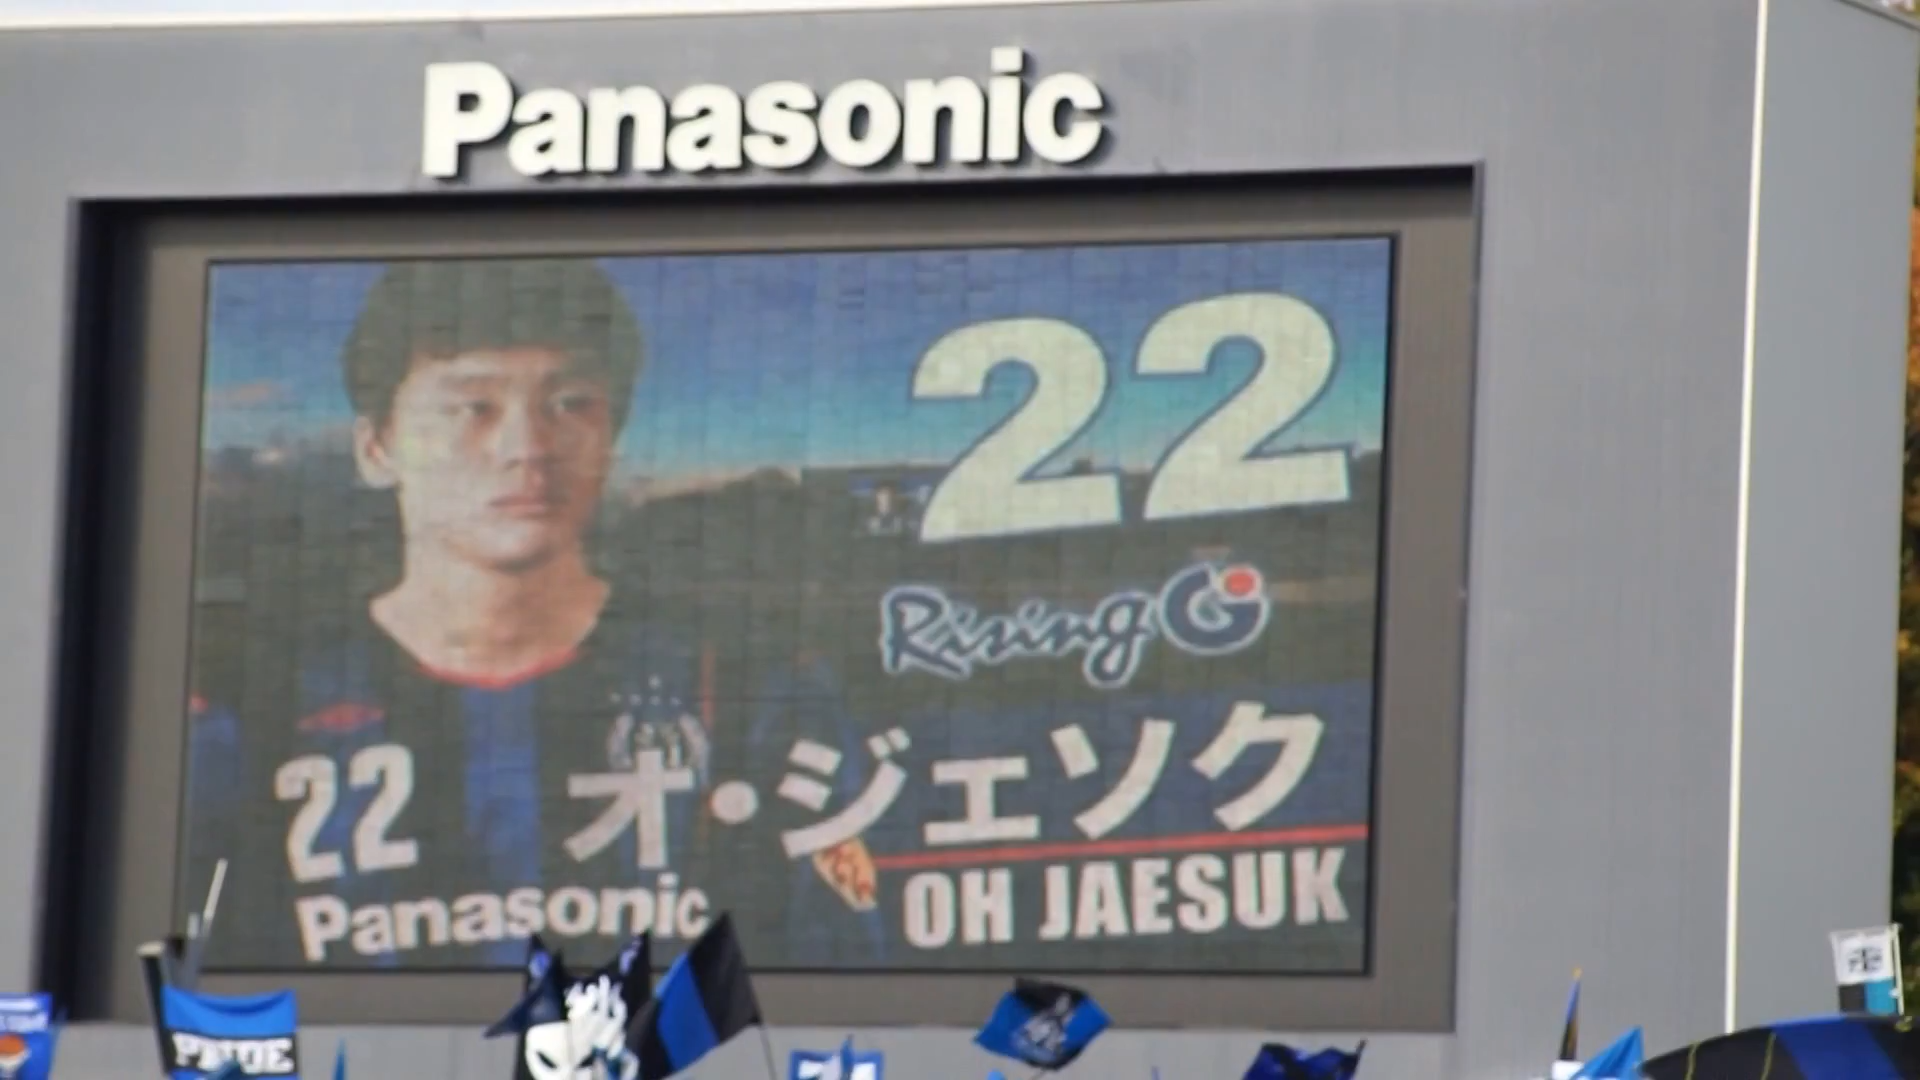 Panasonic
22
Rising G
22 オ・ジェソク
OH JAESUK
Panasonic
PRIDE